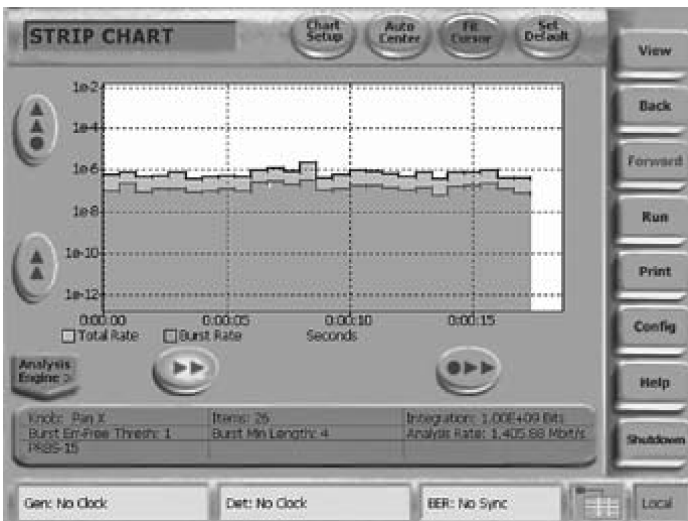 STRIP CHART
Chart Setup
Auto Center
Fit Cursor
Set Default
View
Back
Forward
Run
Print
Config
Help
Shutdown
1e-2
1e-4
1e-6
1e-8
1e-10
1e-12
0:00:00 0:00:05 0:00:10 0:00:15
Total Rate Burst Rate Seconds
Analysis Engine >
Knob: Pan X Items: 26 Integration: 1.00E+09 Bits
Burst Err-Free Thresh: 1 Burst Min Length: 4 Analysis Rate: 1,405.88 Mbit/s
PRBS-15
Gen: No Clock Det: No Clock BER: No Sync Local